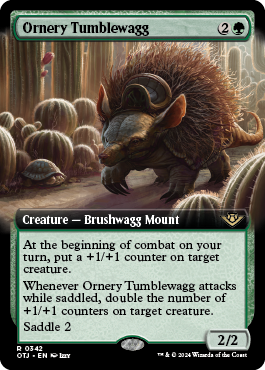 Ornery Tumblewagg 2
Creature — Brushwagg Mount
At the beginning of combat on your
turn, put a +1/+1 counter on target
creature.
Whenever Ornery Tumblewagg attacks
while saddled, double the number of
+1/+1 counters on target creature.
Saddle 2
2/2
R 0342
OTJ • EN Izzy
™ & © 2024 Wizards of the Coast